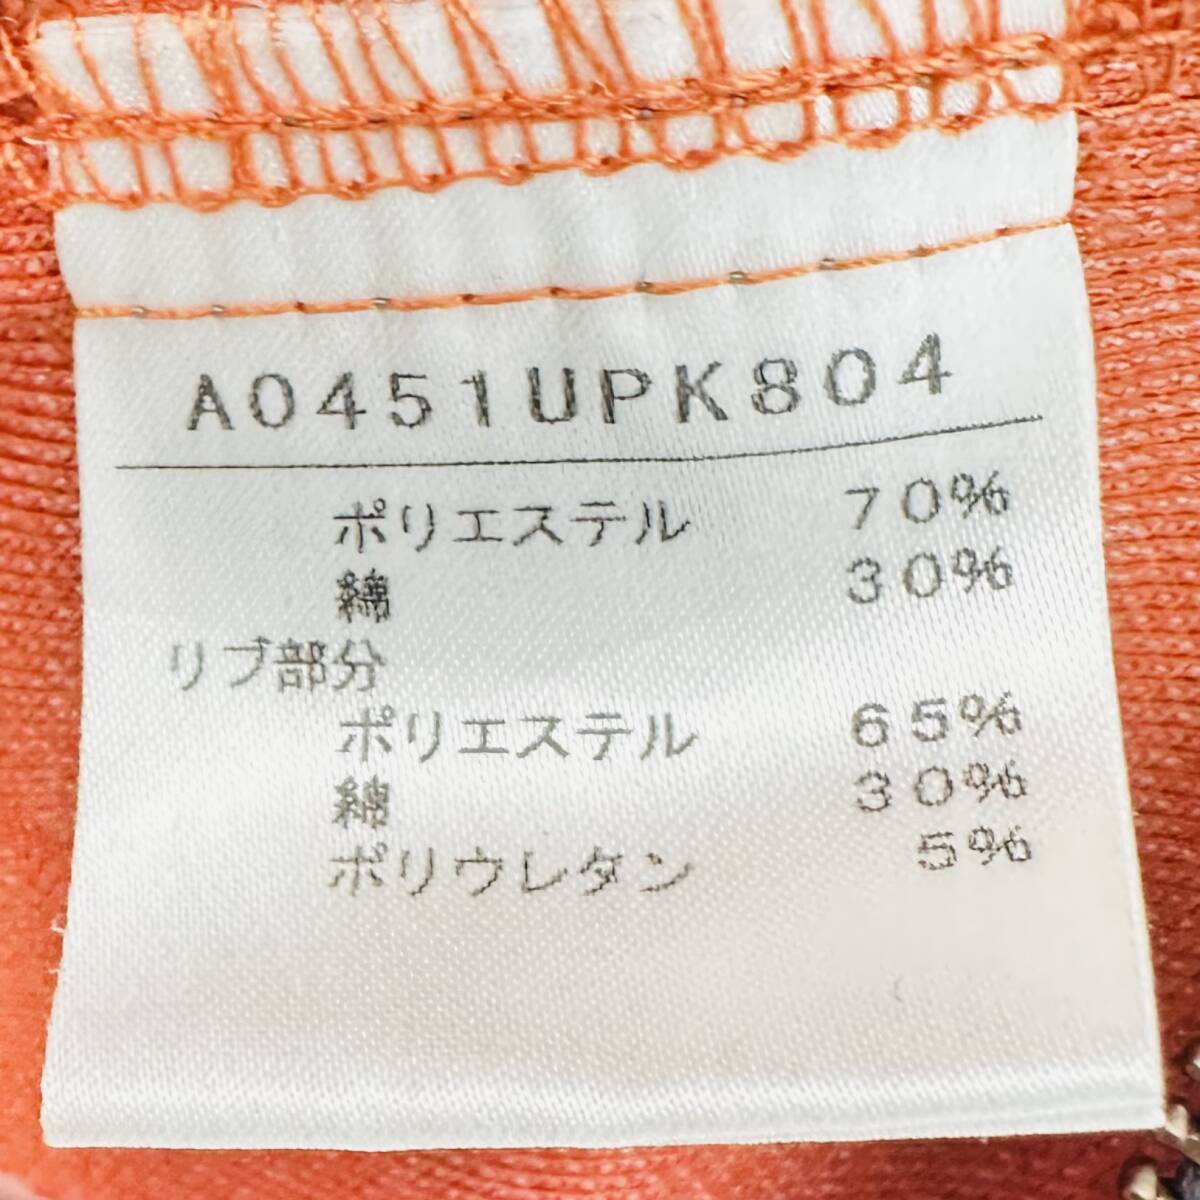 A0451UPK804
ポリエステル 70%
綿 30%
リブ部分
ポリエステル 65%
綿 30%
ポリウレタン 5%